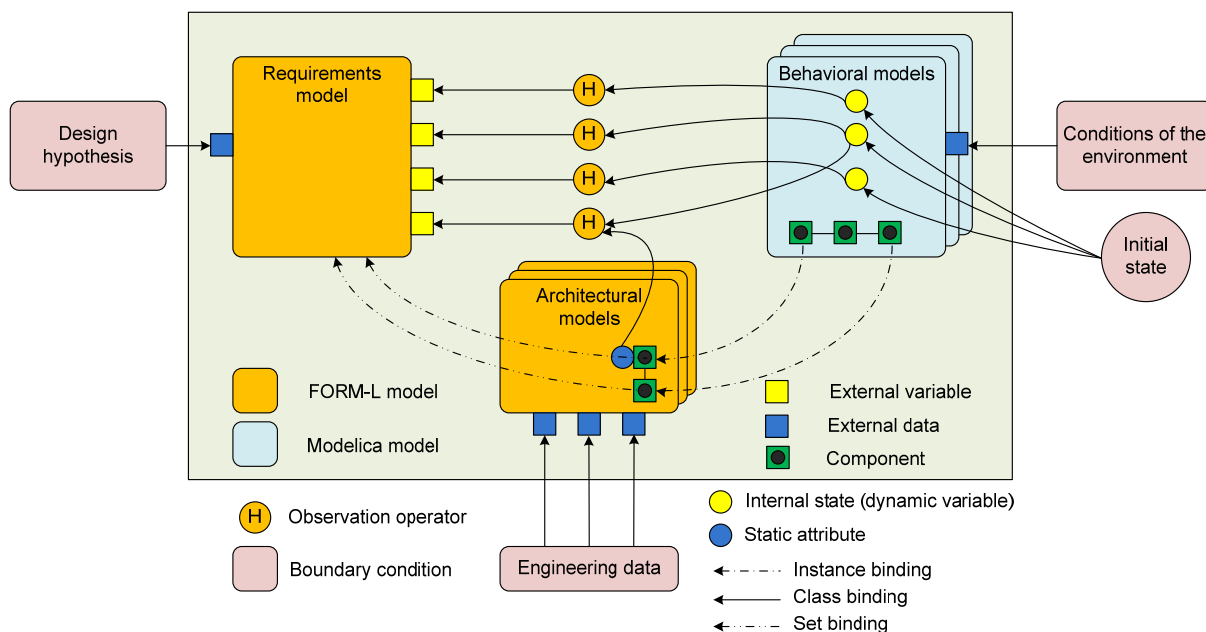 Requirements
model
H
H
H
H
Behavioral models
Design
hypothesis
Conditions of the
environment
Initial
state
Architectural
models
FORM-L model
Modelica model
External variable
External data
Component
Observation operator
H
Boundary condition
Engineering data
Internal state (dynamic variable)
Static attribute
Instance binding
Class binding
Set binding